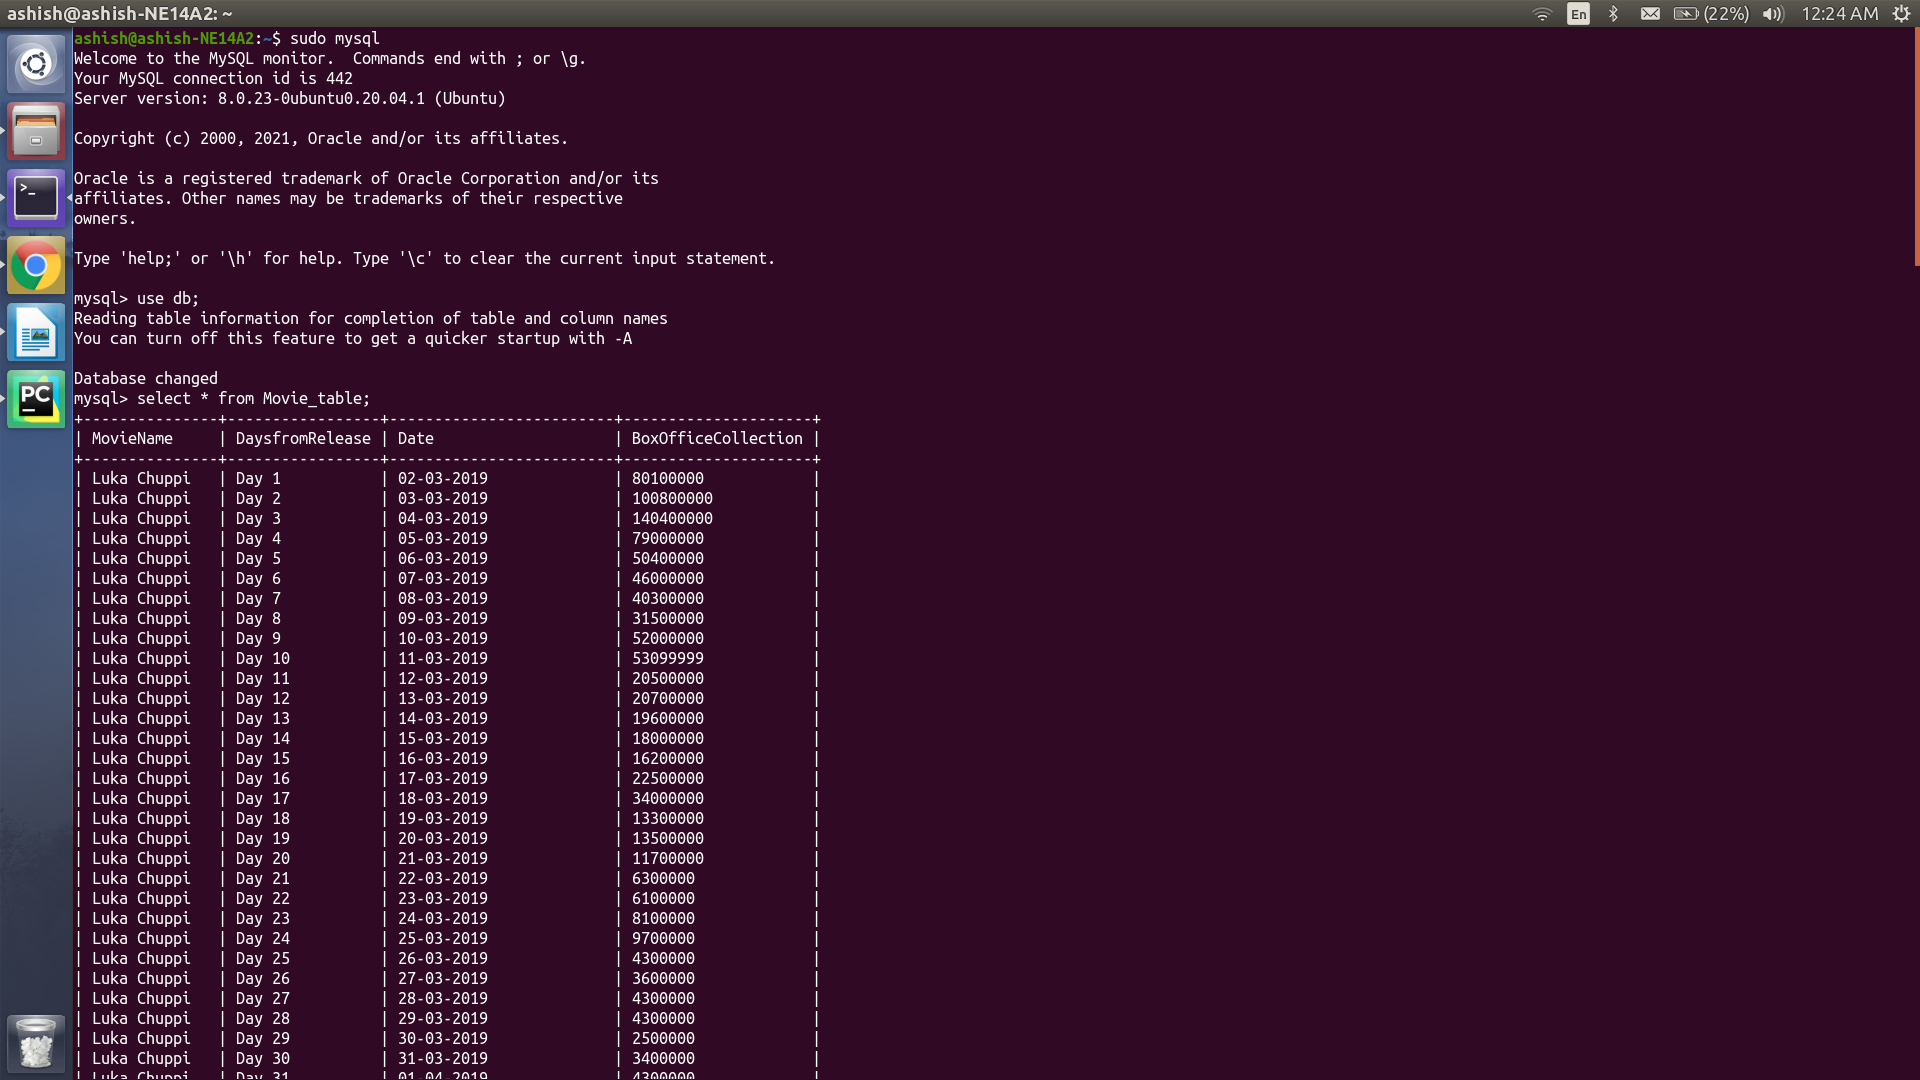 ashish@ashish-NE14A2: ~
En
(22%)
12:24 AM
ashish@ashish-NE14A2:~$ sudo mysql
Welcome to the MySQL monitor.  Commands end with ; or \g.
Your MySQL connection id is 442
Server version: 8.0.23-0ubuntu0.20.04.1 (Ubuntu)
Copyright (c) 2000, 2021, Oracle and/or its affiliates.
Oracle is a registered trademark of Oracle Corporation and/or its
affiliates. Other names may be trademarks of their respective
owners.
Type 'help;' or '\h' for help. Type '\c' to clear the current input statement.
mysql> use db;
Reading table information for completion of table and column names
You can turn off this feature to get a quicker startup with -A
Database changed
mysql> select * from Movie_table;
+---------------+-----------------+-------------------------+---------------------+
| MovieName     | DaysfromRelease | Date                    | BoxOfficeCollection |
+---------------+-----------------+-------------------------+---------------------+
| Luka Chuppi   | Day 1           | 02-03-2019              | 80100000            |
| Luka Chuppi   | Day 2           | 03-03-2019              | 100800000           |
| Luka Chuppi   | Day 3           | 04-03-2019              | 140400000           |
| Luka Chuppi   | Day 4           | 05-03-2019              | 79000000            |
| Luka Chuppi   | Day 5           | 06-03-2019              | 50400000            |
| Luka Chuppi   | Day 6           | 07-03-2019              | 46000000            |
| Luka Chuppi   | Day 7           | 08-03-2019              | 40300000            |
| Luka Chuppi   | Day 8           | 09-03-2019              | 31500000            |
| Luka Chuppi   | Day 9           | 10-03-2019              | 52000000            |
| Luka Chuppi   | Day 10          | 11-03-2019              | 53099999            |
| Luka Chuppi   | Day 11          | 12-03-2019              | 20500000            |
| Luka Chuppi   | Day 12          | 13-03-2019              | 20700000            |
| Luka Chuppi   | Day 13          | 14-03-2019              | 19600000            |
| Luka Chuppi   | Day 14          | 15-03-2019              | 18000000            |
| Luka Chuppi   | Day 15          | 16-03-2019              | 16200000            |
| Luka Chuppi   | Day 16          | 17-03-2019              | 22500000            |
| Luka Chuppi   | Day 17          | 18-03-2019              | 34000000            |
| Luka Chuppi   | Day 18          | 19-03-2019              | 13300000            |
| Luka Chuppi   | Day 19          | 20-03-2019              | 13500000            |
| Luka Chuppi   | Day 20          | 21-03-2019              | 11700000            |
| Luka Chuppi   | Day 21          | 22-03-2019              | 6300000             |
| Luka Chuppi   | Day 22          | 23-03-2019              | 6100000             |
| Luka Chuppi   | Day 23          | 24-03-2019              | 8100000             |
| Luka Chuppi   | Day 24          | 25-03-2019              | 9700000             |
| Luka Chuppi   | Day 25          | 26-03-2019              | 4300000             |
| Luka Chuppi   | Day 26          | 27-03-2019              | 3600000             |
| Luka Chuppi   | Day 27          | 28-03-2019              | 4300000             |
| Luka Chuppi   | Day 28          | 29-03-2019              | 4300000             |
| Luka Chuppi   | Day 29          | 30-03-2019              | 2500000             |
| Luka Chuppi   | Day 30          | 31-03-2019              | 3400000             |
| Luka Chuppi   | Day 31          | 01-04-2019              | 4300000             |
>_
PC